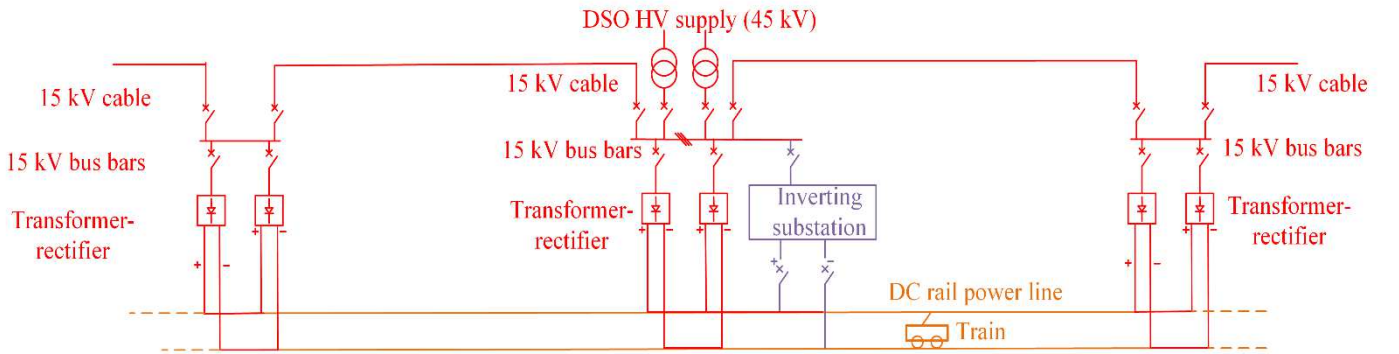 DSO HV supply (45 kV)
15 kV cable
15 kV cable
15 kV cable
15 kV bus bars
15 kV bus bars
15 kV bus bars
Transformer-
rectifier
Transformer-
rectifier
Inverting
substation
Transformer-
rectifier
+ −
+ −
+ −
+ −
+ −
+ −
DC rail power line
Train